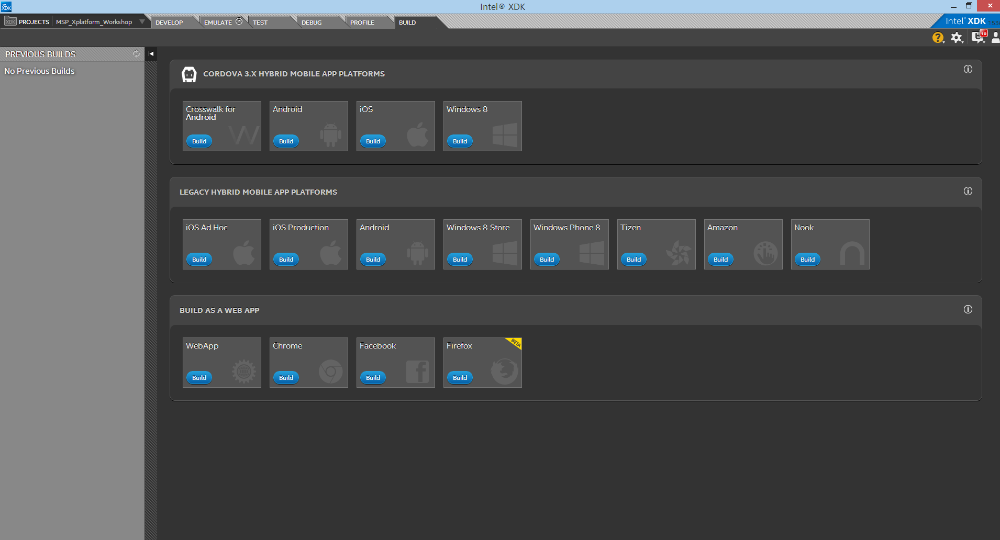 XDK
Intel® XDK
XDK PROJECTS MSP_Xplatform_Workshop DEVELOP EMULATE TEST DEBUG PROFILE BUILD Intel® XDK
? 10
PREVIOUS BUILDS
No Previous Builds
CORDOVA 3.X HYBRID MOBILE APP PLATFORMS
Crosswalk for
Android
Android
iOS
Windows 8
Build Build Build Build
LEGACY HYBRID MOBILE APP PLATFORMS
iOS Ad Hoc iOS Production Android Windows 8 Store Windows Phone 8 Tizen Amazon Nook
Build Build Build Build Build Build Build Build
BUILD AS A WEB APP
WebApp Chrome Facebook Firefox BETA
Build Build Build Build